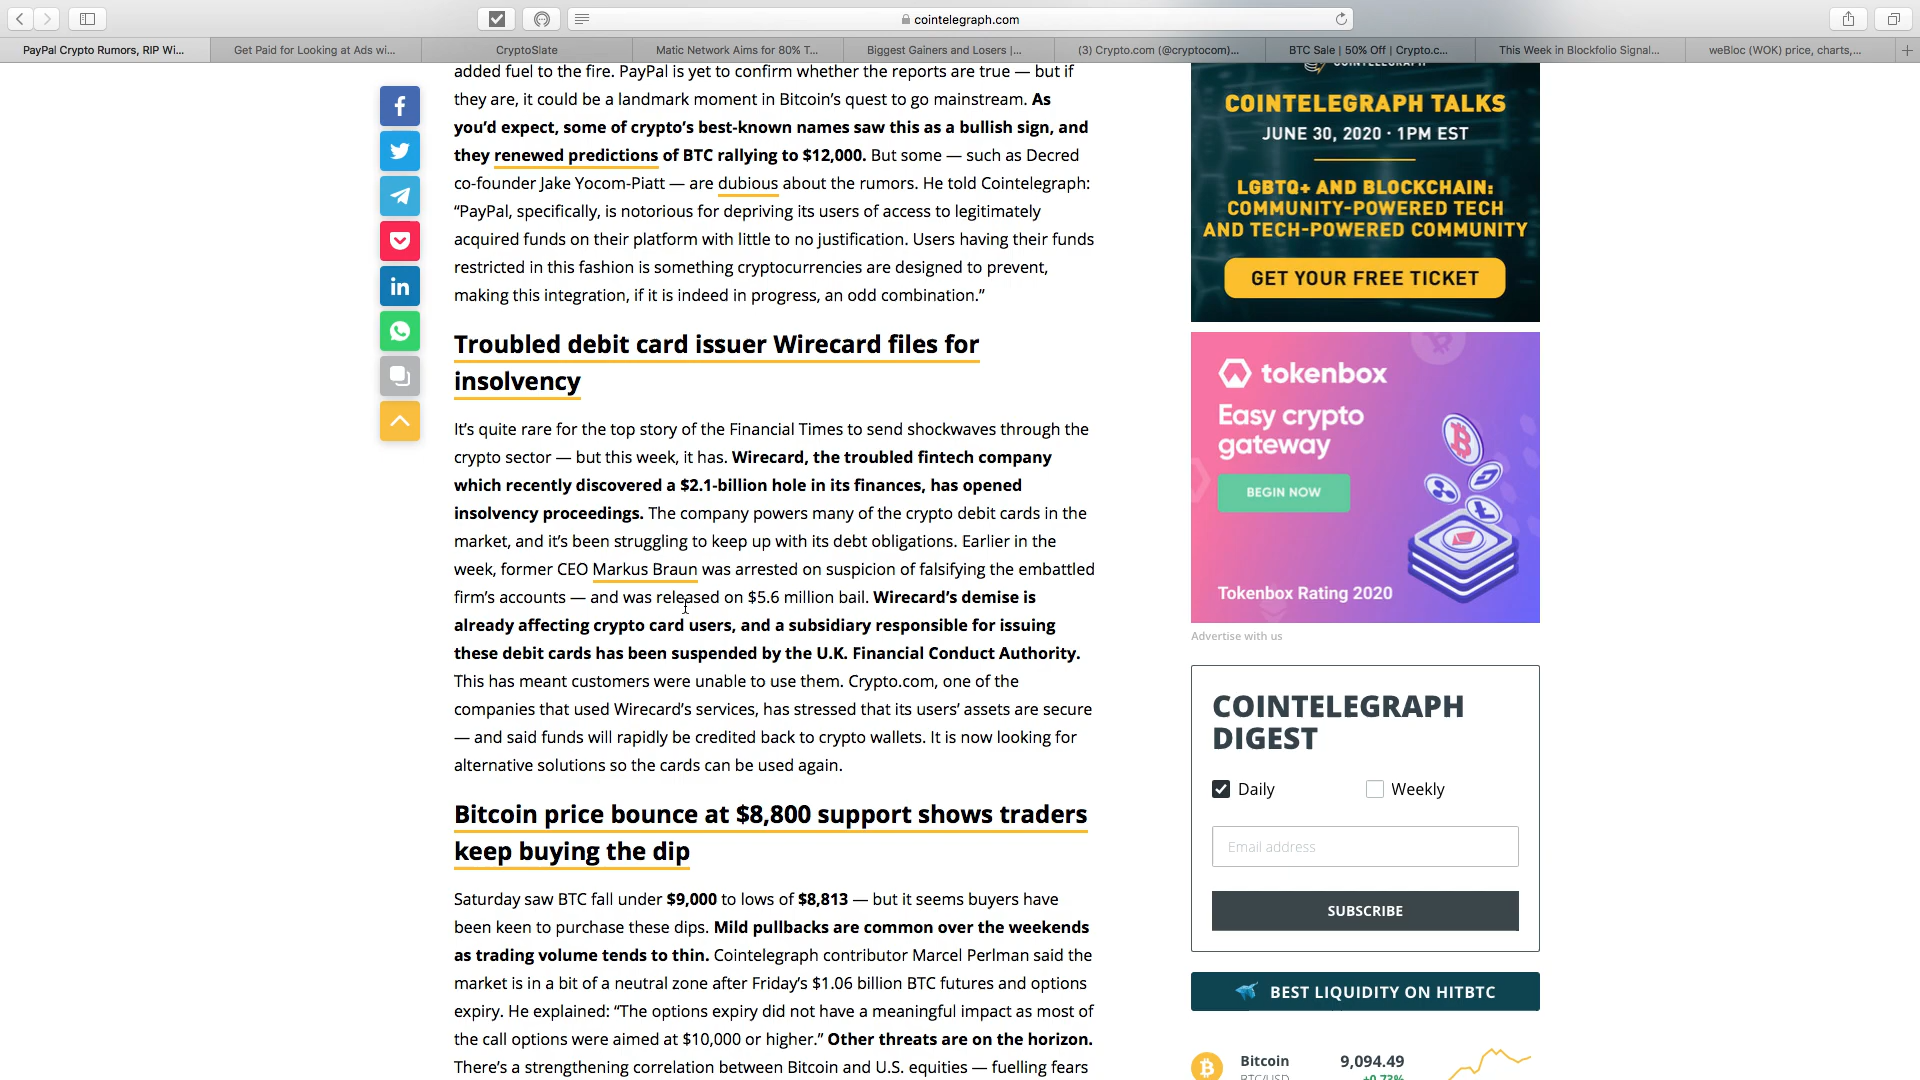 cointelegraph.com
PayPal Crypto Rumors, RIP Wi...
Get Paid for Looking at Ads wi...
CryptoSlate
Matic Network Aims for 80% T...
Biggest Gainers and Losers |...
(3) Crypto.com (@cryptocom)...
BTC Sale | 50% Off | Crypto.c...
This Week in Blockfolio Signal...
weBloc (WOK) price, charts,...
added fuel to the fire. PayPal is yet to confirm whether the reports are true — but if
they are, it could be a landmark moment in Bitcoin’s quest to go mainstream. As
you’d expect, some of crypto’s best-known names saw this as a bullish sign, and
they renewed predictions of BTC rallying to $12,000. But some — such as Decred
co-founder Jake Yocom-Piatt — are dubious about the rumors. He told Cointelegraph:
“PayPal, specifically, is notorious for depriving its users of access to legitimately
acquired funds on their platform with little to no justification. Users having their funds
restricted in this fashion is something cryptocurrencies are designed to prevent,
making this integration, if it is indeed in progress, an odd combination.”
Troubled debit card issuer Wirecard files for
insolvency
It’s quite rare for the top story of the Financial Times to send shockwaves through the
crypto sector — but this week, it has. Wirecard, the troubled fintech company
which recently discovered a $2.1-billion hole in its finances, has opened
insolvency proceedings. The company powers many of the crypto debit cards in the
market, and it’s been struggling to keep up with its debt obligations. Earlier in the
week, former CEO Markus Braun was arrested on suspicion of falsifying the embattled
firm’s accounts — and was released on $5.6 million bail. Wirecard’s demise is
already affecting crypto card users, and a subsidiary responsible for issuing
these debit cards has been suspended by the U.K. Financial Conduct Authority.
This has meant customers were unable to use them. Crypto.com, one of the
companies that used Wirecard’s services, has stressed that its users’ assets are secure
— and said funds will rapidly be credited back to crypto wallets. It is now looking for
alternative solutions so the cards can be used again.
Bitcoin price bounce at $8,800 support shows traders
keep buying the dip
Saturday saw BTC fall under $9,000 to lows of $8,813 — but it seems buyers have
been keen to purchase these dips. Mild pullbacks are common over the weekends
as trading volume tends to thin. Cointelegraph contributor Marcel Perlman said the
market is in a bit of a neutral zone after Friday’s $1.06 billion BTC futures and options
expiry. He explained: “The options expiry did not have a meaningful impact as most of
the call options were aimed at $10,000 or higher.” Other threats are on the horizon.
There’s a strengthening correlation between Bitcoin and U.S. equities — fuelling fears
COINTELEGRAPH
COINTELEGRAPH TALKS
JUNE 30, 2020 · 1PM EST
LGBTQ+ AND BLOCKCHAIN:
COMMUNITY-POWERED TECH
AND TECH-POWERED COMMUNITY
GET YOUR FREE TICKET
tokenbox
Easy crypto
gateway
BEGIN NOW
Tokenbox Rating 2020
Advertise with us
COINTELEGRAPH
DIGEST
Daily
Weekly
Email address
SUBSCRIBE
BEST LIQUIDITY ON HITBTC
Bitcoin
9,094.49
BTC/USD
+0.73%